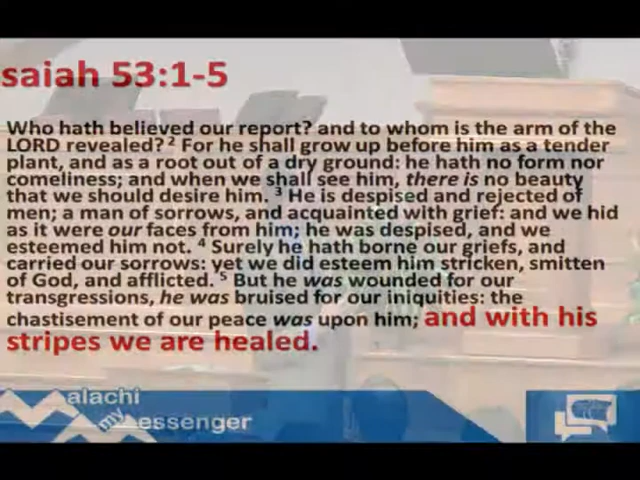 saiah 53:1-5
Who hath believed our report? and to whom is the arm of the
LORD revealed? ² For he shall grow up before him as a tender
plant, and as a root out of a dry ground: he hath no form nor
comeliness; and when we shall see him, there is no beauty
that we should desire him. ³ He is despised and rejected of
men; a man of sorrows, and acquainted with grief: and we hid
as it were our faces from him; he was despised, and we
esteemed him not. ⁴ Surely he hath borne our griefs, and
carried our sorrows: yet we did esteem him stricken, smitten
of God, and afflicted. ⁵ But he was wounded for our
transgressions, he was bruised for our iniquities: the
chastisement of our peace was upon him; and with his
stripes we are healed.
Malachi
my
Messenger